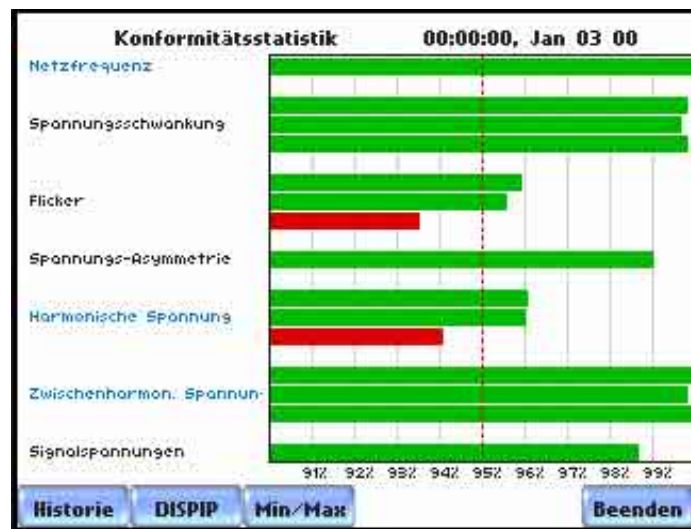 Konformitätsstatistik 00:00:00, Jan 03 00
Netzfrequenz
Spannungsschwankung
Flicker
Spannungs-Asymmetrie
Harmonische Spannung
Zwischenharmon. Spannun
Signalspannungen
91% 92% 93% 94% 95% 96% 97% 98% 99%
Historie DISPIP Min/Max Beenden